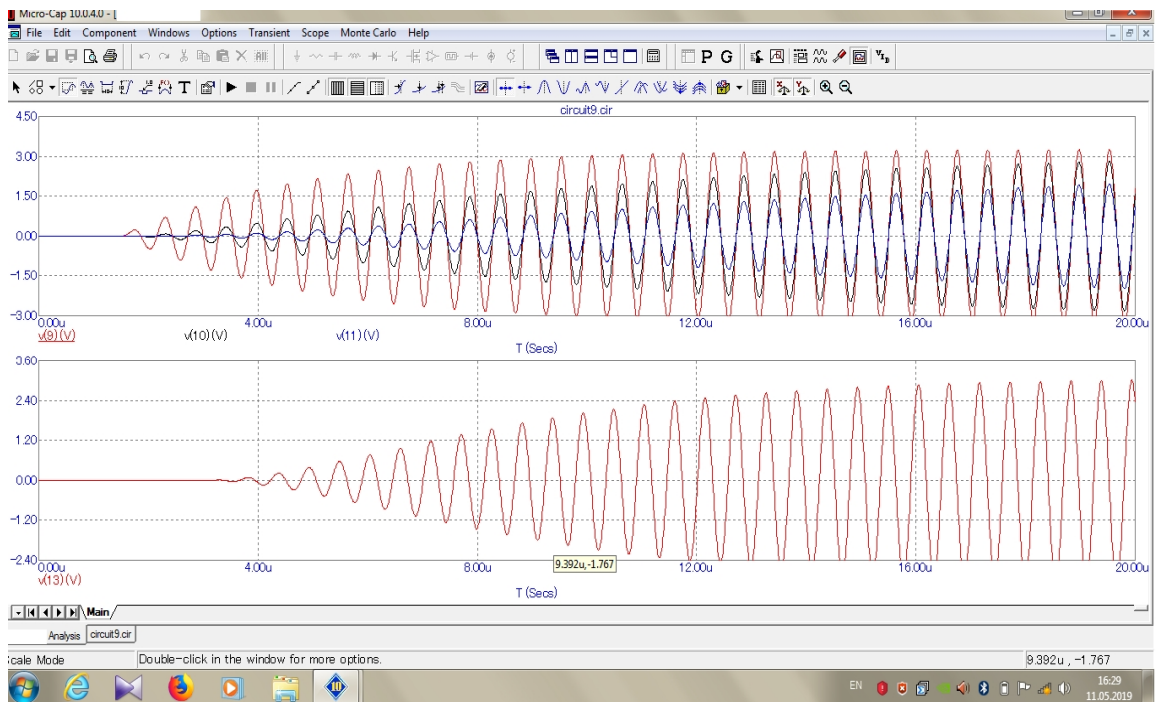 Micro-Cap 10.0.4.0 - [
File Edit Component Windows Options Transient Scope Monte Carlo Help
P G
T
circuit9.cir
4.50
3.00
1.50
0.00
-1.50
-3.00
0.00u 4.00u 8.00u 12.00u 16.00u 20.00u
v(9)(V) v(10)(V) v(11)(V)
T (Secs)
3.60
2.40
1.20
0.00
-1.20
-2.40
9.392u,-1.767
0.00u 4.00u 8.00u 12.00u 16.00u 20.00u
v(13)(V)
T (Secs)
Main
Analysis circuit9.cir
Scale Mode Double-click in the window for more options. 9.392u , -1.767
10 EN 16:29
11.05.2019